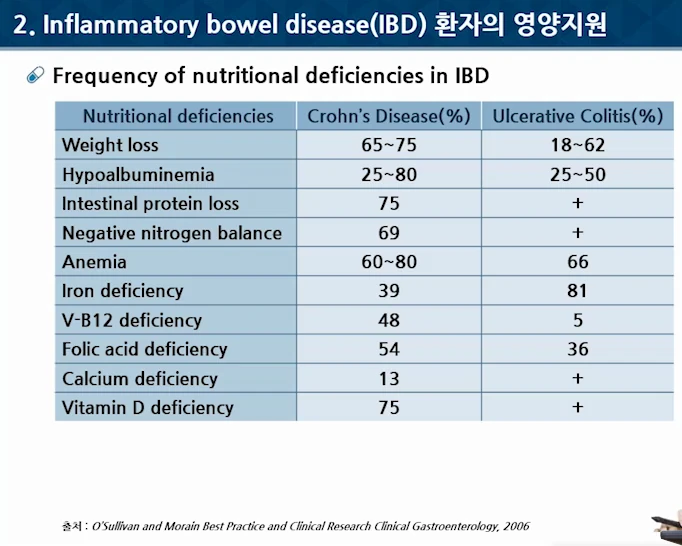 2. Inflammatory bowel disease(IBD) 환자의 영양지원
Frequency of nutritional deficiencies in IBD
Nutritional deficiencies Crohn's Disease(%) Ulcerative Colitis(%)
Weight loss 65~75 18~62
Hypoalbuminemia 25~80 25~50
Intestinal protein loss 75 +
Negative nitrogen balance 69 +
Anemia 60~80 66
Iron deficiency 39 81
V-B12 deficiency 48 5
Folic acid deficiency 54 36
Calcium deficiency 13 +
Vitamin D deficiency 75 +
출처 : O'Sullivan and Morain Best Practice and Clinical Research Clinical Gastroenterology, 2006